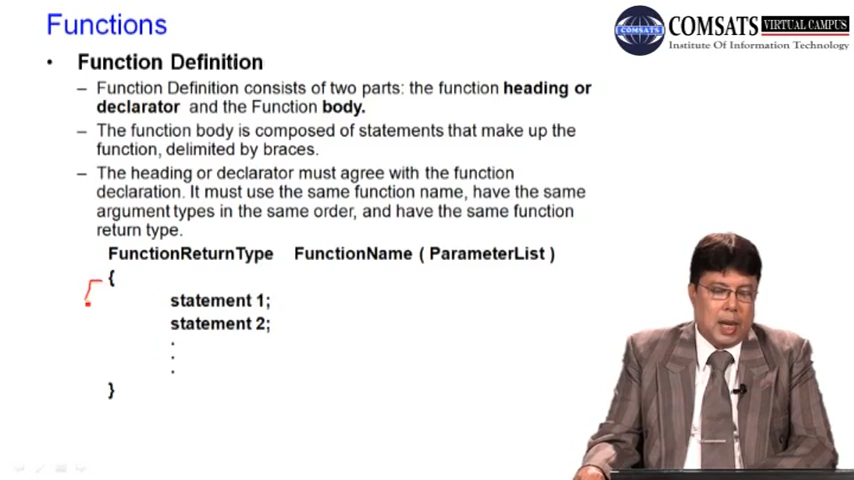 Functions
COMSATS VIRTUAL CAMPUS
Institute Of Information Technology
COMSATS
• Function Definition
– Function Definition consists of two parts: the function heading or
declarator and the Function body.
– The function body is composed of statements that make up the
function, delimited by braces.
– The heading or declarator must agree with the function
declaration. It must use the same function name, have the same
argument types in the same order, and have the same function
return type.
FunctionReturnType FunctionName ( ParameterList )
{
statement 1;
statement 2;
.
.
.
}